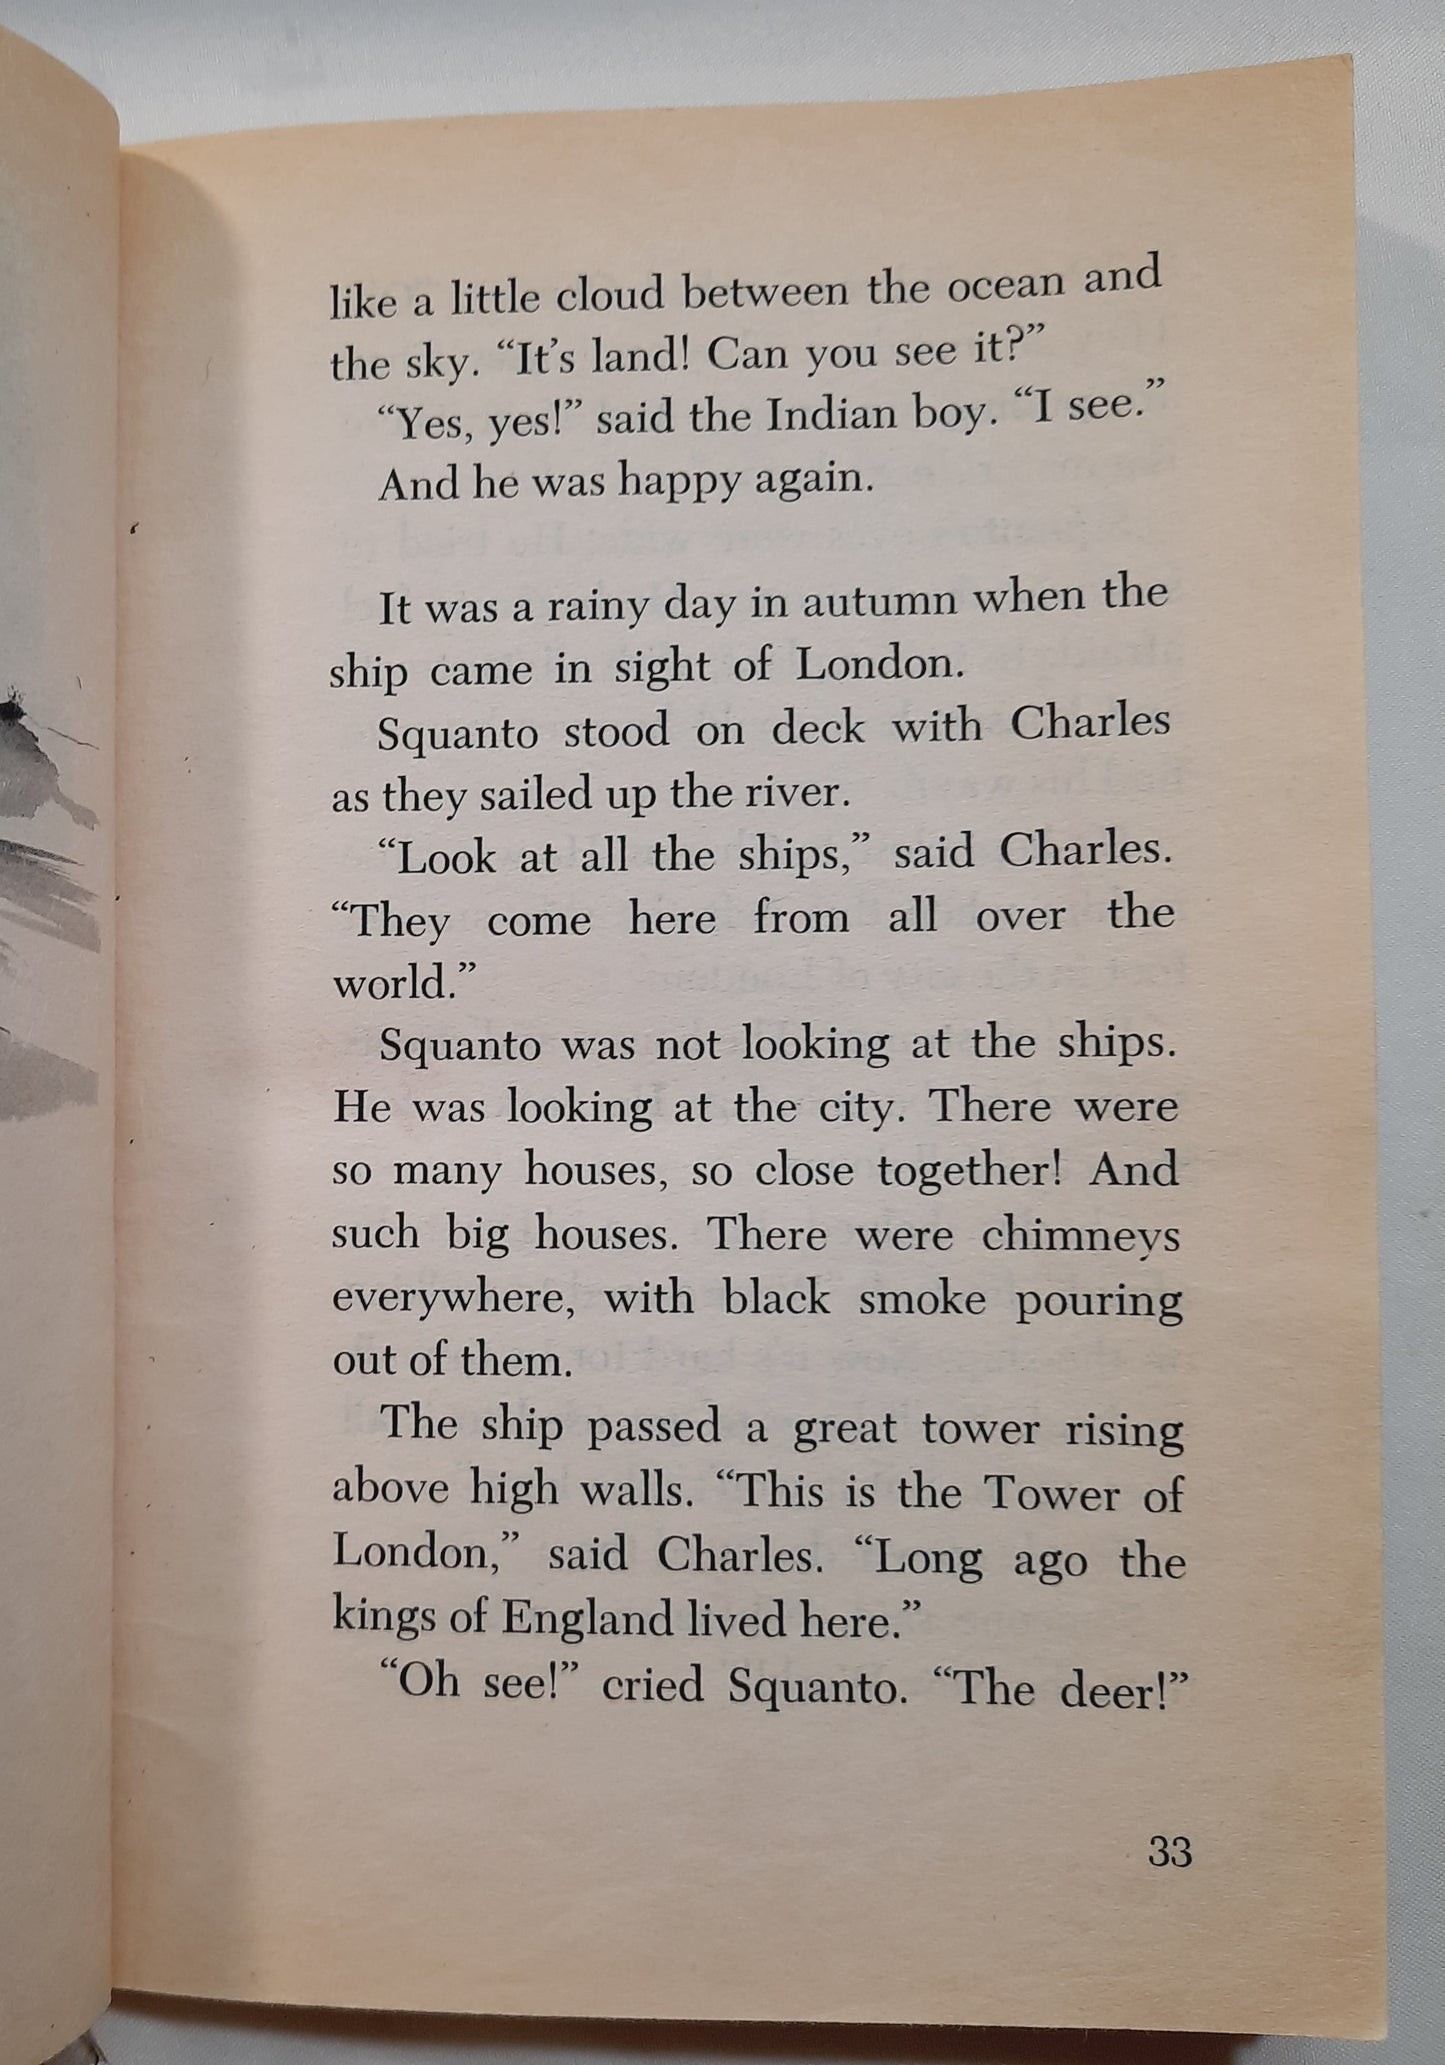 like a little cloud between the ocean and
the sky. “It’s land! Can you see it?”
“Yes, yes!” said the Indian boy. “I see.”
And he was happy again.
It was a rainy day in autumn when the
ship came in sight of London.
Squanto stood on deck with Charles
as they sailed up the river.
“Look at all the ships,” said Charles.
“They come here from all over the
world.”
Squanto was not looking at the ships.
He was looking at the city. There were
so many houses, so close together! And
such big houses. There were chimneys
everywhere, with black smoke pouring
out of them.
The ship passed a great tower rising
above high walls. “This is the Tower of
London,” said Charles. “Long ago the
kings of England lived here.”
“Oh see!” cried Squanto. “The deer!”
33